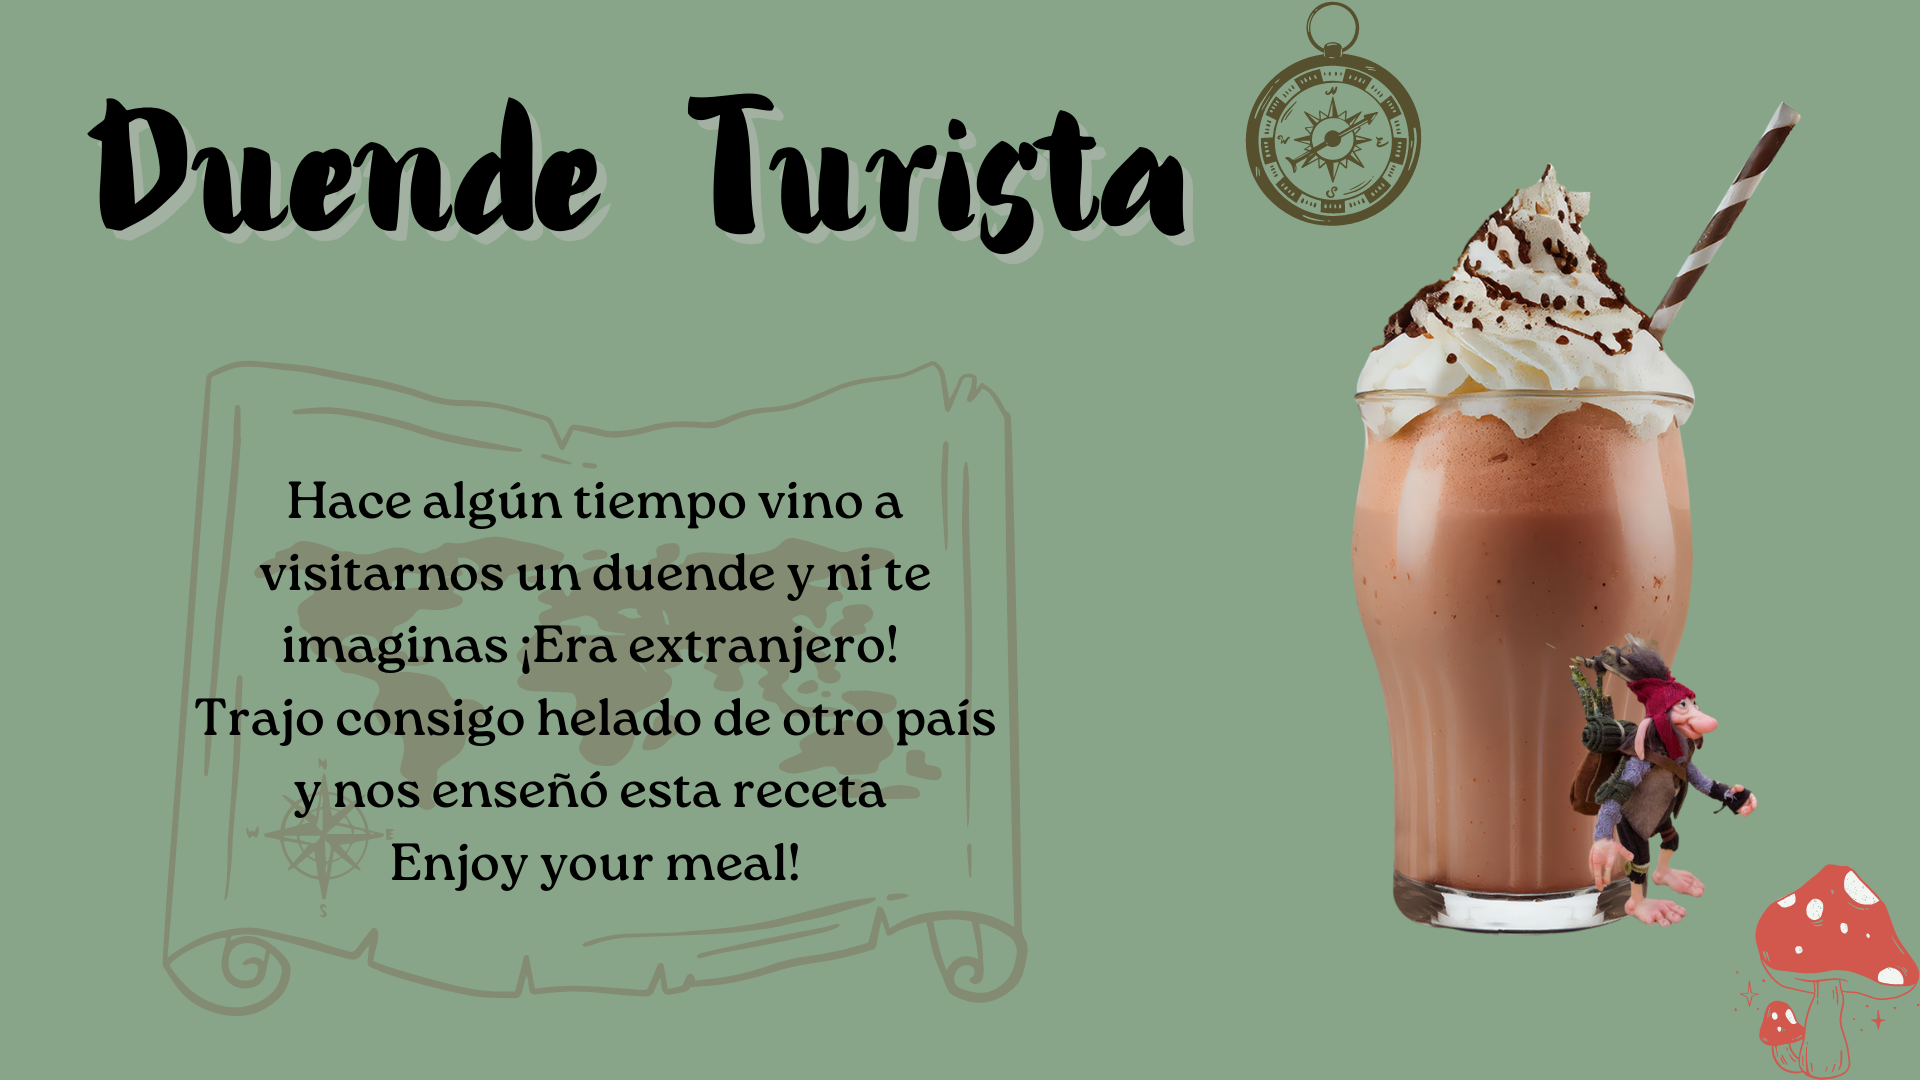 Duende Turista
N
W E
S
Hace algún tiempo vino a
visitarnos un duende y ni te
imaginas ¡Era extranjero!
Trajo consigo helado de otro país
y nos enseñó esta receta
Enjoy your meal!
N
W E
S